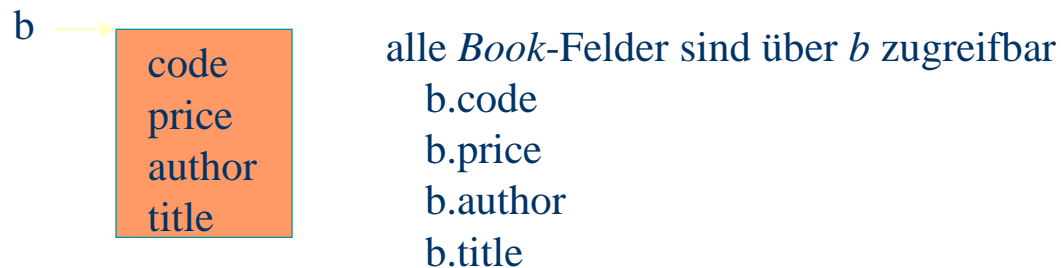 b
code
price
author
title
alle Book-Felder sind über b zugreifbar
b.code
b.price
b.author
b.title